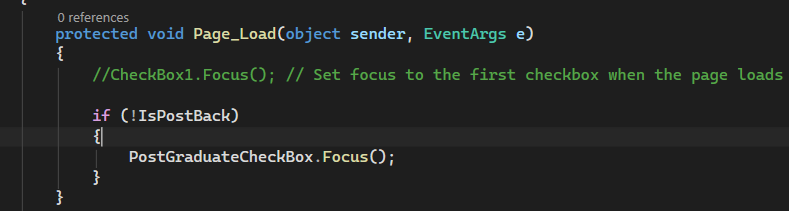 0 references
protected void Page_Load(object sender, EventArgs e)
{
//CheckBox1.Focus(); // Set focus to the first checkbox when the page loads
if (!IsPostBack)
{
PostGraduateCheckBox.Focus();
}
}